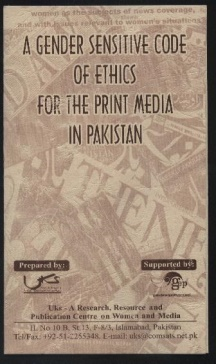 women as the subjects of news coverage,
and with issues relevant to women's situations
A GENDER SENSITIVE CODE
OF ETHICS
FOR THE PRINT MEDIA
IN PAKISTAN
Prepared by:
Supported by:
Uks - A Research, Resource and
Publication Centre on Women and Media
H. No 10 B, St 13, F-8/3, Islamabad, Pakistan
Tel/Fax: +92-51-2255348, E-mail: uks@comsats.net.pk